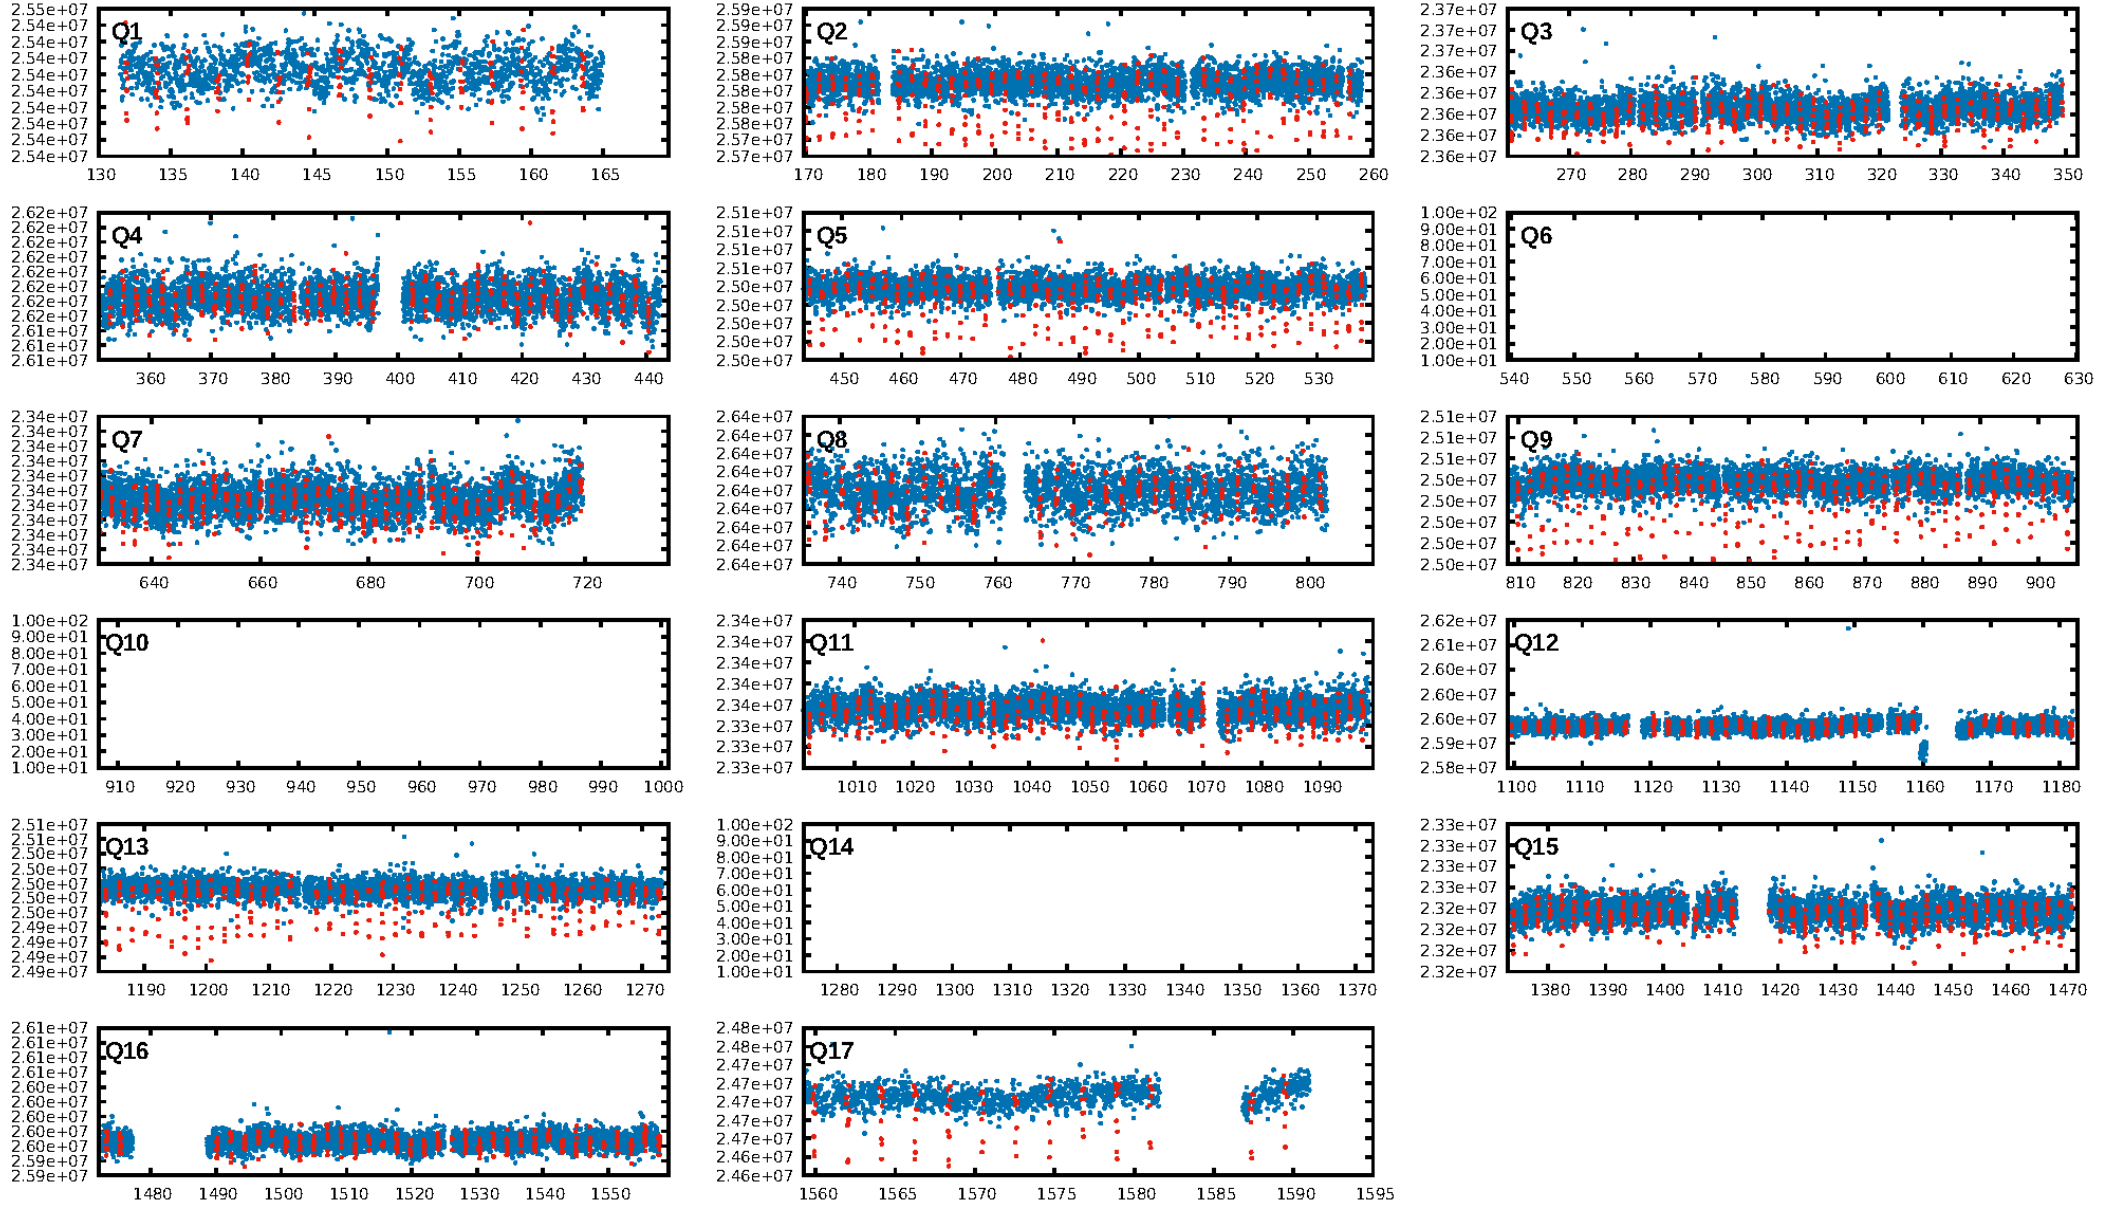 2.55e+07 2.54e+07 2.54e+07 2.54e+07 2.54e+07 2.54e+07 2.54e+07 2.54e+07 2.54e+07 2.54e+07
Q1
130 135 140 145 150 155 160 165
2.59e+07 2.59e+07 2.59e+07 2.58e+07 2.58e+07 2.58e+07 2.58e+07 2.58e+07 2.57e+07 2.57e+07
Q2
170 180 190 200 210 220 230 240 250 260
2.37e+07 2.37e+07 2.37e+07 2.36e+07 2.36e+07 2.36e+07 2.36e+07 2.36e+07
Q3
270 280 290 300 310 320 330 340 350
2.62e+07 2.62e+07 2.62e+07 2.62e+07 2.62e+07 2.62e+07 2.62e+07 2.62e+07 2.61e+07 2.61e+07 2.61e+07
Q4
360 370 380 390 400 410 420 430 440
2.51e+07 2.51e+07 2.51e+07 2.51e+07 2.50e+07 2.50e+07 2.50e+07 2.50e+07 2.50e+07
Q5
450 460 470 480 490 500 510 520 530
1.00e+02 9.00e+01 8.00e+01 7.00e+01 6.00e+01 5.00e+01 4.00e+01 3.00e+01 2.00e+01 1.00e+01
Q6
540 550 560 570 580 590 600 610 620 630
2.34e+07 2.34e+07 2.34e+07 2.34e+07 2.34e+07 2.34e+07 2.34e+07 2.34e+07 2.34e+07 2.34e+07 2.34e+07
Q7
640 660 680 700 720
2.64e+07 2.64e+07 2.64e+07 2.64e+07 2.64e+07 2.64e+07 2.64e+07 2.64e+07 2.64e+07
Q8
740 750 760 770 780 790 800
2.51e+07 2.51e+07 2.51e+07 2.50e+07 2.50e+07 2.50e+07 2.50e+07 2.50e+07
Q9
810 820 830 840 850 860 870 880 890 900
1.00e+02 9.00e+01 8.00e+01 7.00e+01 6.00e+01 5.00e+01 4.00e+01 3.00e+01 2.00e+01 1.00e+01
Q10
910 920 930 940 950 960 970 980 990 1000
2.34e+07 2.34e+07 2.34e+07 2.34e+07 2.34e+07 2.33e+07 2.33e+07 2.33e+07
Q11
1010 1020 1030 1040 1050 1060 1070 1080 1090
2.62e+07 2.61e+07 2.60e+07 2.60e+07 2.60e+07 2.59e+07 2.58e+07
Q12
1100 1110 1120 1130 1140 1150 1160 1170 1180
2.51e+07 2.51e+07 2.50e+07 2.50e+07 2.50e+07 2.50e+07 2.50e+07 2.49e+07 2.49e+07 2.49e+07 2.49e+07
Q13
1190 1200 1210 1220 1230 1240 1250 1260 1270
1.00e+02 9.00e+01 8.00e+01 7.00e+01 6.00e+01 5.00e+01 4.00e+01 3.00e+01 2.00e+01 1.00e+01
Q14
1280 1290 1300 1310 1320 1330 1340 1350 1360 1370
2.33e+07 2.33e+07 2.33e+07 2.33e+07 2.32e+07 2.32e+07 2.32e+07 2.32e+07
Q15
1380 1390 1400 1410 1420 1430 1440 1450 1460 1470
2.61e+07 2.61e+07 2.61e+07 2.61e+07 2.60e+07 2.60e+07 2.60e+07 2.60e+07 2.60e+07 2.59e+07 2.59e+07
Q16
1480 1490 1500 1510 1520 1530 1540 1550
2.48e+07 2.48e+07 2.47e+07 2.47e+07 2.47e+07 2.47e+07 2.47e+07 2.46e+07 2.46e+07
Q17
1560 1565 1570 1575 1580 1585 1590 1595